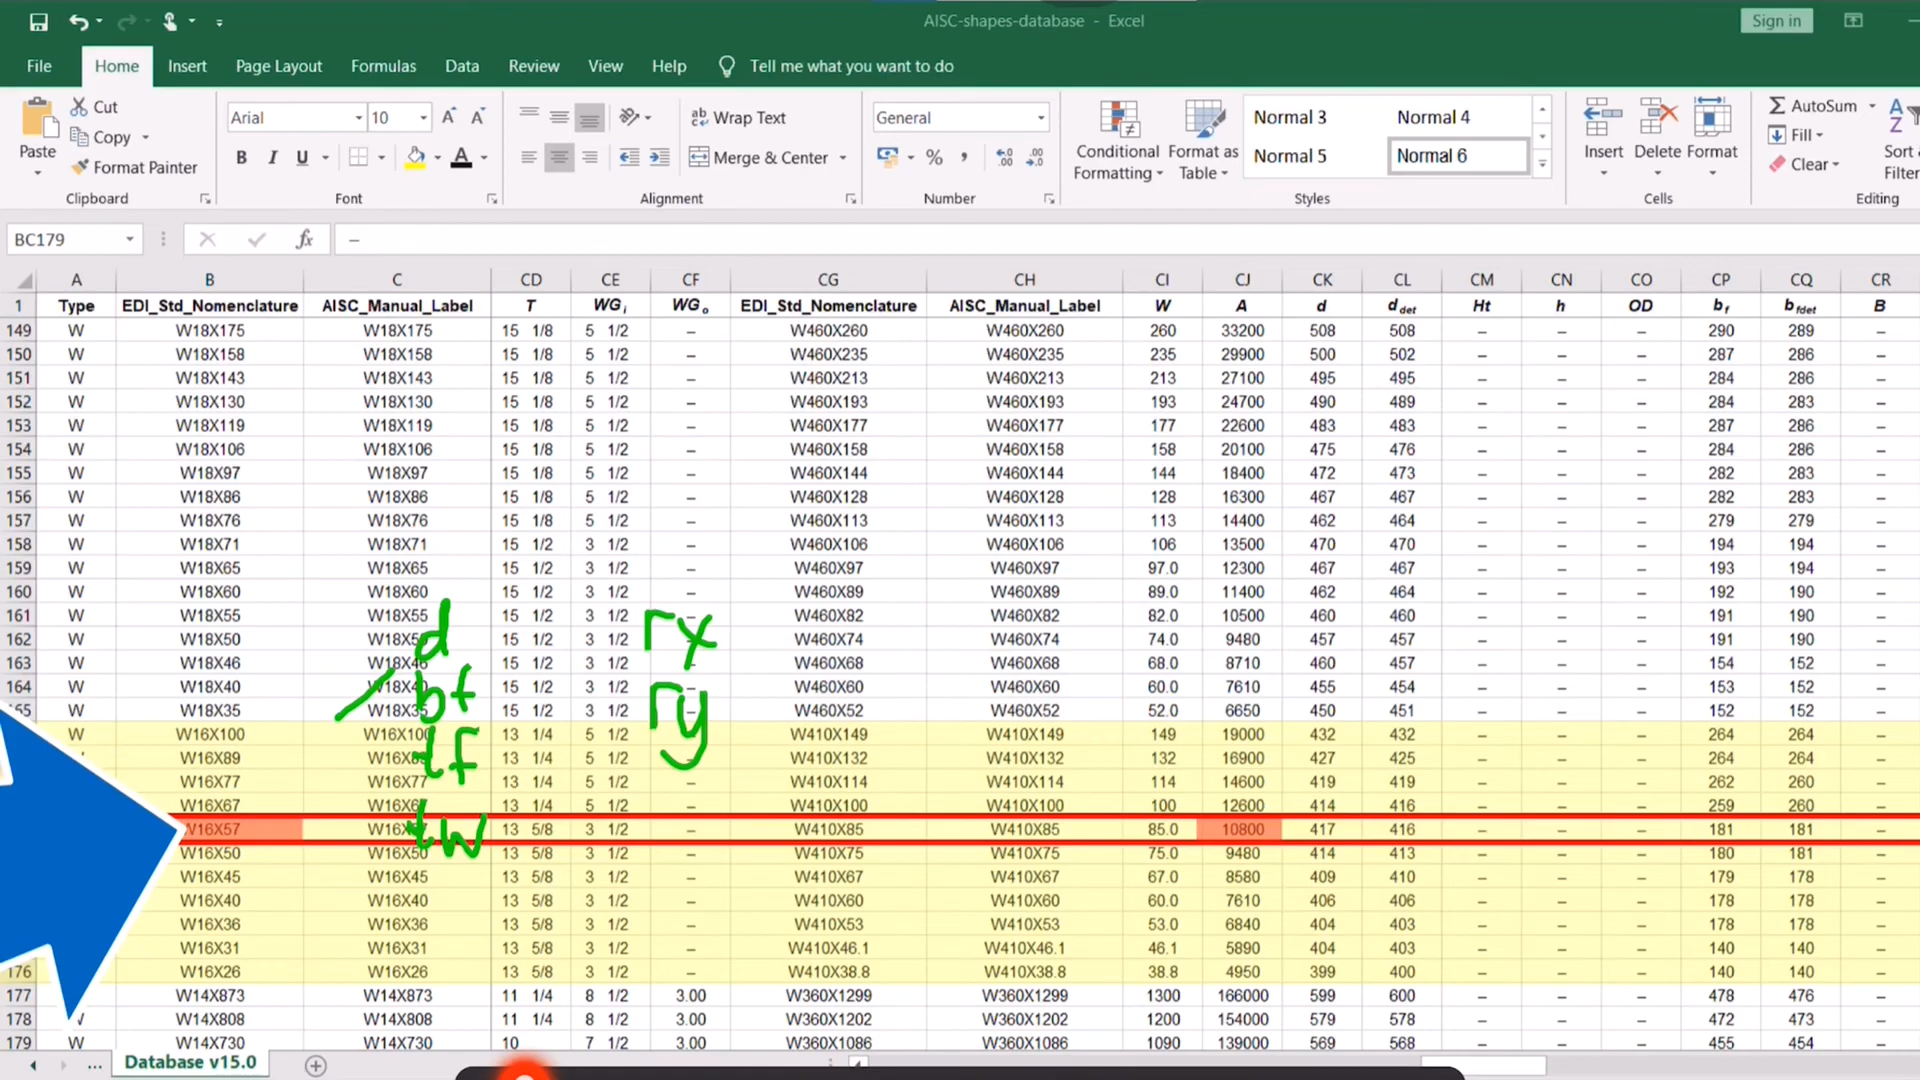 AISC-shapes-database - Excel Sign in
File Home Insert Page Layout Formulas Data Review View Help Tell me what you want to do
Paste Cut Copy Format Painter Clipboard
Arial 10 B I U A Font
Wrap Text Merge & Center Alignment
General % Number
Conditional Formatting Format as Table Normal 3 Normal 4 Normal 5 Normal 6 Styles
Insert Delete Format Cells
AutoSum Fill Clear Sort & Filter Editing
BC179 fx –
A B C CD CE CF CG CH CI CJ CK CL CM CN CO CP CQ CR
1 Type EDI_Std_Nomenclature AISC_Manual_Label T WGi WGo EDI_Std_Nomenclature AISC_Manual_Label W A d ddet Ht h OD bf bfdet B
149 W W18X175 W18X175 15 1/8 5 1/2 – W460X260 W460X260 260 33200 508 508 – – – 290 289 –
150 W W18X158 W18X158 15 1/8 5 1/2 – W460X235 W460X235 235 29900 500 502 – – – 287 286 –
151 W W18X143 W18X143 15 1/8 5 1/2 – W460X213 W460X213 213 27100 495 495 – – – 284 286 –
152 W W18X130 W18X130 15 1/8 5 1/2 – W460X193 W460X193 193 24700 490 489 – – – 284 283 –
153 W W18X119 W18X119 15 1/8 5 1/2 – W460X177 W460X177 177 22600 483 483 – – – 287 286 –
154 W W18X106 W18X106 15 1/8 5 1/2 – W460X158 W460X158 158 20100 475 476 – – – 284 286 –
155 W W18X97 W18X97 15 1/8 5 1/2 – W460X144 W460X144 144 18400 472 473 – – – 282 283 –
156 W W18X86 W18X86 15 1/8 5 1/2 – W460X128 W460X128 128 16300 467 467 – – – 282 283 –
157 W W18X76 W18X76 15 1/8 5 1/2 – W460X113 W460X113 113 14400 462 464 – – – 279 279 –
158 W W18X71 W18X71 15 1/2 3 1/2 – W460X106 W460X106 106 13500 470 470 – – – 194 194 –
159 W W18X65 W18X65 15 1/2 3 1/2 – W460X97 W460X97 97.0 12300 467 467 – – – 193 194 –
160 W W18X60 W18X60 15 1/2 3 1/2 – W460X89 W460X89 89.0 11400 462 464 – – – 192 190 –
161 W W18X55 W18X55 15 1/2 3 1/2 – W460X82 W460X82 82.0 10500 460 460 – – – 191 190 –
162 W W18X50 W18X50 15 1/2 3 1/2 – W460X74 W460X74 74.0 9480 457 457 – – – 191 190 –
163 W W18X46 W18X46 15 1/2 3 1/2 – W460X68 W460X68 68.0 8710 460 457 – – – 154 152 –
164 W W18X40 W18X40 15 1/2 3 1/2 – W460X60 W460X60 60.0 7610 455 454 – – – 153 152 –
165 W W18X35 W18X35 15 1/2 3 1/2 – W460X52 W460X52 52.0 6650 450 451 – – – 152 152 –
W W16X100 W16X100 13 1/4 5 1/2 – W410X149 W410X149 149 19000 432 432 – – – 264 264 –
W16X89 W16X89 13 1/4 5 1/2 – W410X132 W410X132 132 16900 427 425 – – – 264 264 –
W16X77 W16X77 13 1/4 5 1/2 – W410X114 W410X114 114 14600 419 419 – – – 262 260 –
W16X67 W16X67 13 1/4 5 1/2 – W410X100 W410X100 100 12600 414 416 – – – 259 260 –
W16X57 W16X57 13 5/8 3 1/2 – W410X85 W410X85 85.0 10800 417 416 – – – 181 181 –
W16X50 W16X50 13 5/8 3 1/2 – W410X75 W410X75 75.0 9480 414 413 – – – 180 181 –
W16X45 W16X45 13 5/8 3 1/2 – W410X67 W410X67 67.0 8580 409 410 – – – 179 178 –
W16X40 W16X40 13 5/8 3 1/2 – W410X60 W410X60 60.0 7610 406 406 – – – 178 178 –
W16X36 W16X36 13 5/8 3 1/2 – W410X53 W410X53 53.0 6840 404 403 – – – 178 178 –
W16X31 W16X31 13 5/8 3 1/2 – W410X46.1 W410X46.1 46.1 5890 404 403 – – – 140 140 –
176 W16X26 W16X26 13 5/8 3 1/2 – W410X38.8 W410X38.8 38.8 4950 399 400 – – – 140 140 –
177 W14X873 W14X873 11 1/4 8 1/2 3.00 W360X1299 W360X1299 1300 166000 599 600 – – – 478 476 –
178 W W14X808 W14X808 11 1/4 8 1/2 3.00 W360X1202 W360X1202 1200 154000 579 578 – – – 472 473 –
179 W W14X730 W14X730 10 7 1/2 3.00 W360X1086 W360X1086 1090 139000 569 568 – – – 455 454 –
d
bf
tf
tw
rx
ry
... Database v15.0